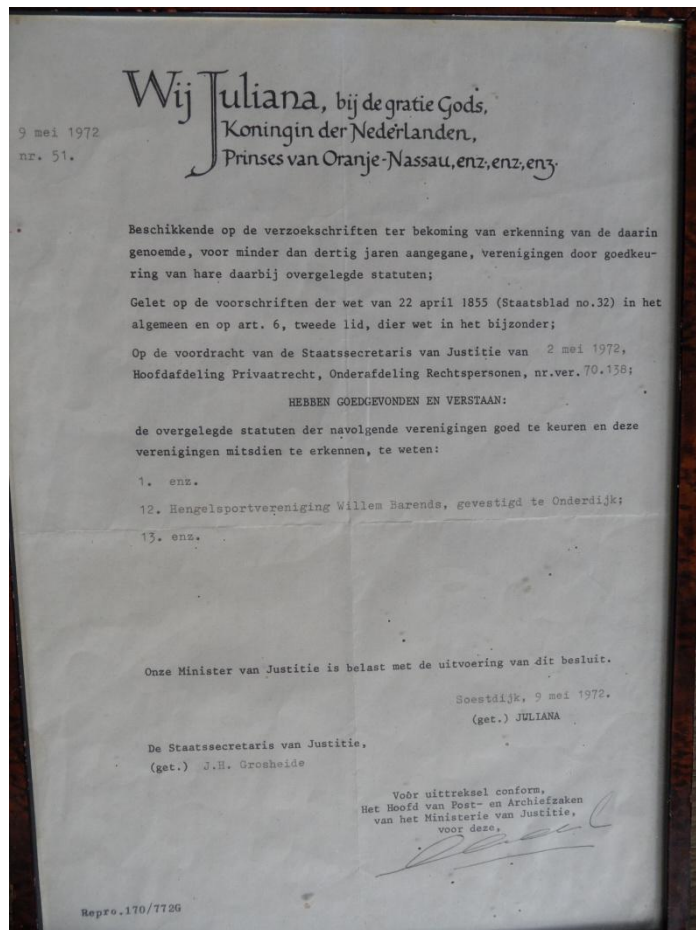 Wij Juliana, bij de gratie Gods,
9 mei 1972
Koningin der Nederlanden,
nr. 51.
Prinses van Oranje-Nassau, enz., enz., enz.
Beschikkende op de verzoekschriften ter bekoming van erkenning van de daarin
genoemde, voor minder dan dertig jaren aangegane, verenigingen door goedkeu-
ring van hare daarbij overgelegde statuten;
Gelet op de voorschriften der wet van 22 april 1855 (Staatsblad no.32) in het
algemeen en op art. 6, tweede lid, dier wet in het bijzonder;
Op de voordracht van de Staatssecretaris van Justitie van 2 mei 1972,
Hoofdafdeling Privaatrecht, Onderafdeling Rechtspersonen, nr.ver. 70.138;
HEBBEN GOEDGEVONDEN EN VERSTAAN:
de overgelegde statuten der navolgende verenigingen goed te keuren en deze
verenigingen mitsdien te erkennen, te weten:
1. enz.
12. Hengelsportvereniging Willem Barends, gevestigd te Onderdijk;
13. enz.
Onze Minister van Justitie is belast met de uitvoering van dit besluit.
Soestdijk, 9 mei 1972.
(get.) JULIANA
De Staatssecretaris van Justitie,
(get.) J.H. Grosheide
Voor uittreksel conform,
Het Hoofd van Post- en Archiefzaken
van het Ministerie van Justitie,
voor deze,
Repro.170/772G